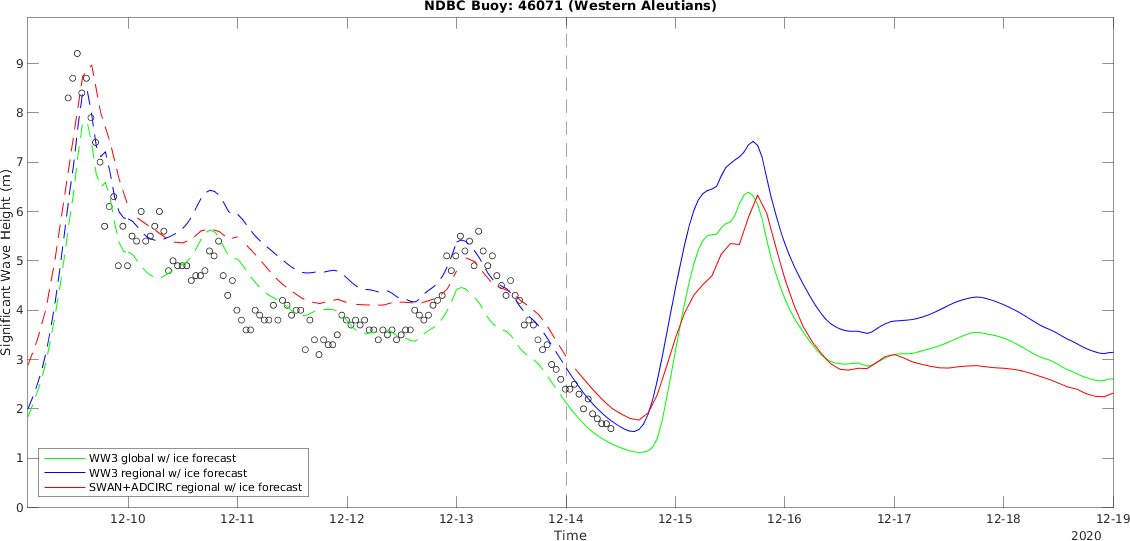 NDBC Buoy: 46071 (Western Aleutians)
Significant Wave Height (m)
9
8
7
6
5
4
3
2
1
0
WW3 global w/ ice forecast
WW3 regional w/ ice forecast
SWAN+ADCIRC regional w/ ice forecast
12-10 12-11 12-12 12-13 12-14 12-15 12-16 12-17 12-18 12-19
Time 2020